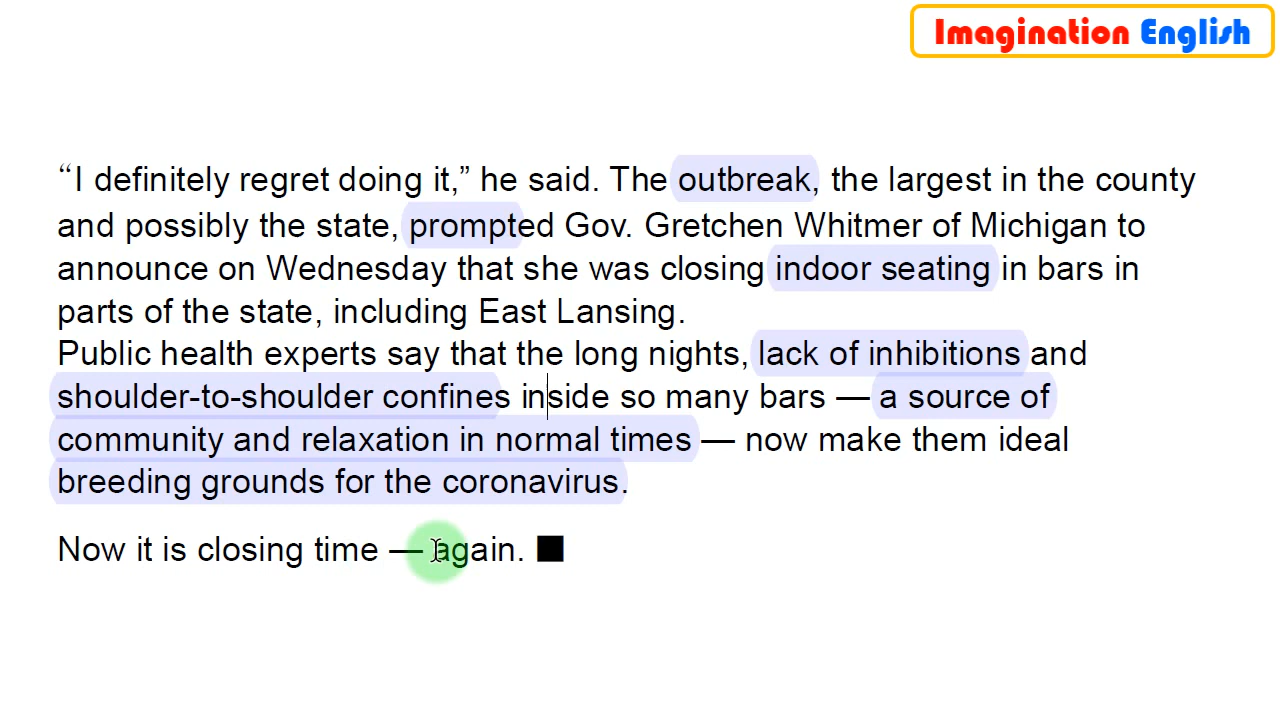 Imagination English
“I definitely regret doing it,” he said. The outbreak, the largest in the county
and possibly the state, prompted Gov. Gretchen Whitmer of Michigan to
announce on Wednesday that she was closing indoor seating in bars in
parts of the state, including East Lansing.
Public health experts say that the long nights, lack of inhibitions and
shoulder-to-shoulder confines inside so many bars — a source of
community and relaxation in normal times — now make them ideal
breeding grounds for the coronavirus.
Now it is closing time — again. ■